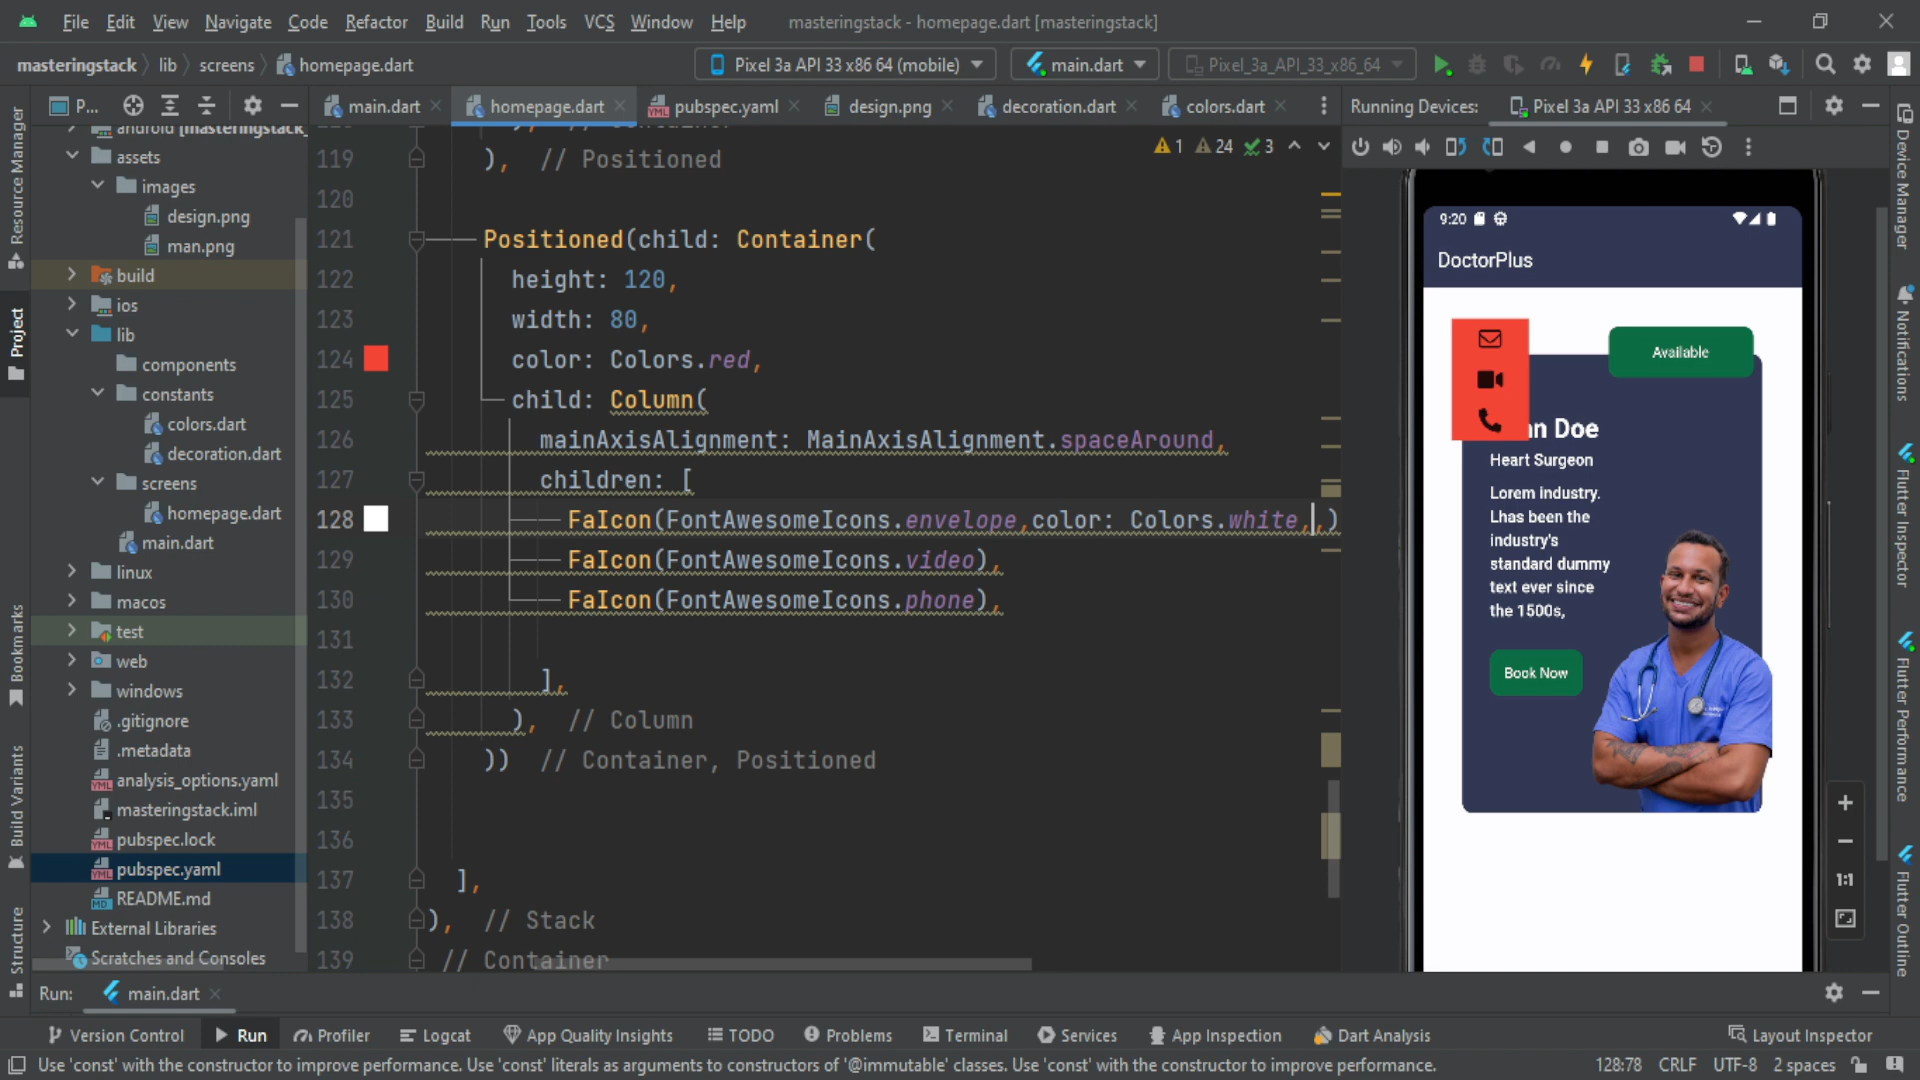 File Edit View Navigate Code Refactor Build Run Tools VCS Window Help masteringstack - homepage.dart [masteringstack]
masteringstack lib screens homepage.dart Pixel 3a API 33 x86 64 (mobile) main.dart Pixel_3a_API_33_x86_64
P... main.dart homepage.dart pubspec.yaml design.png decoration.dart colors.dart Running Devices: Pixel 3a API 33 x86 64
Resource Manager
Project
Bookmarks
Build Variants
Structure
android [masteringstack_
assets
images
design.png
man.png
build
ios
lib
components
constants
colors.dart
decoration.dart
screens
homepage.dart
main.dart
linux
macos
test
web
windows
.gitignore
.metadata
analysis_options.yaml
masteringstack.iml
pubspec.lock
pubspec.yaml
README.md
External Libraries
Scratches and Consoles
1 24 3
119 ), // Positioned
120
121 Positioned(child: Container(
122 height: 120,
123 width: 80,
124 color: Colors.red,
125 child: Column(
126 mainAxisAlignment: MainAxisAlignment.spaceAround,
127 children: [
128 FaIcon(FontAwesomeIcons.envelope,color: Colors.white,,)
129 FaIcon(FontAwesomeIcons.video),
130 FaIcon(FontAwesomeIcons.phone),
131
132 ],
133 ), // Column
134 )) // Container, Positioned
135
136
137 ],
138 ), // Stack
139 // Container
9:20
DoctorPlus
Available
n Doe
Heart Surgeon
Lorem industry.
Lhas been the
industry's
standard dummy
text ever since
the 1500s,
Book Now
1:1
Device Manager
Notifications
Flutter Inspector
Flutter Performance
Flutter Outline
Run: main.dart
Version Control Run Profiler Logcat App Quality Insights TODO Problems Terminal Services App Inspection Dart Analysis Layout Inspector
Use 'const' with the constructor to improve performance. Use 'const' literals as arguments to constructors of '@immutable' classes. Use 'const' with the constructor to improve performance. 128:78 CRLF UTF-8 2 spaces